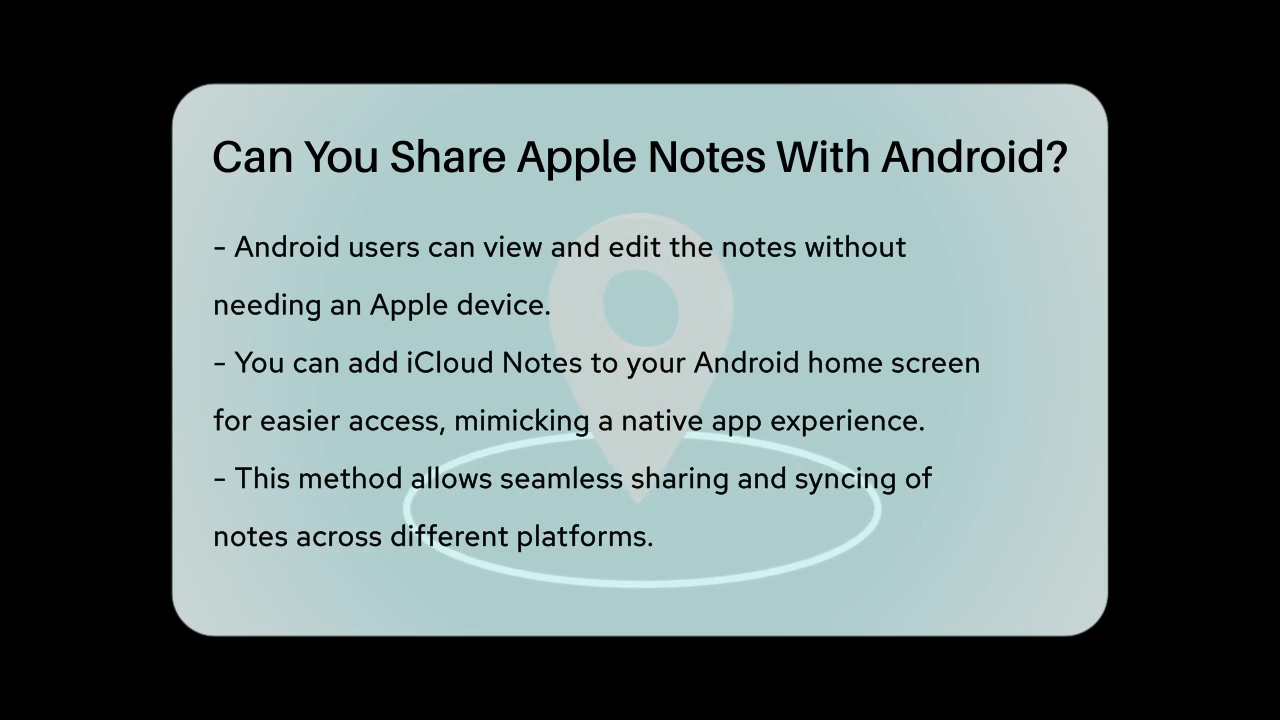 Can You Share Apple Notes With Android?
- Android users can view and edit the notes without
needing an Apple device.
- You can add iCloud Notes to your Android home screen
for easier access, mimicking a native app experience.
- This method allows seamless sharing and syncing of
notes across different platforms.